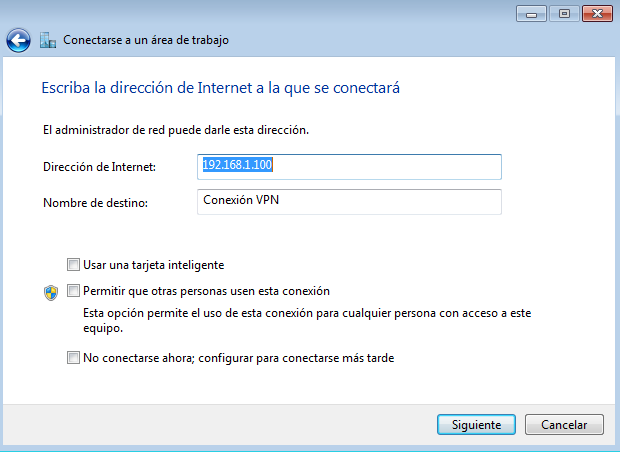 Conectarse a un área de trabajo
Escriba la dirección de Internet a la que se conectará
El administrador de red puede darle esta dirección.
Dirección de Internet: 192.168.1.100
Nombre de destino: Conexión VPN
Usar una tarjeta inteligente
Permitir que otras personas usen esta conexión
Esta opción permite el uso de esta conexión para cualquier persona con acceso a este
equipo.
No conectarse ahora; configurar para conectarse más tarde
Siguiente Cancelar